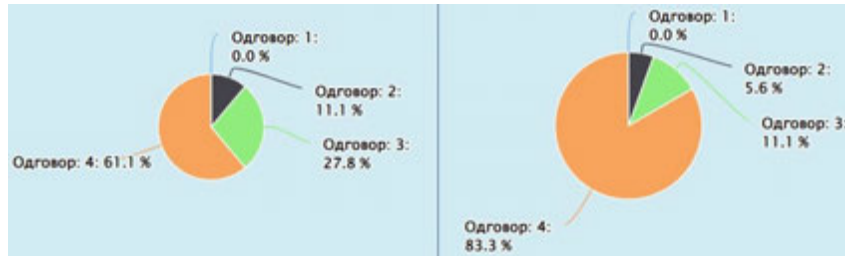 Одговор: 1:
0.0 %
Одговор: 2:
11.1 %
Одговор: 3:
27.8 %
Одговор: 4: 61.1 %
Одговор: 1:
0.0 %
Одговор: 2:
5.6 %
Одговор: 3:
11.1 %
Одговор: 4:
83.3 %